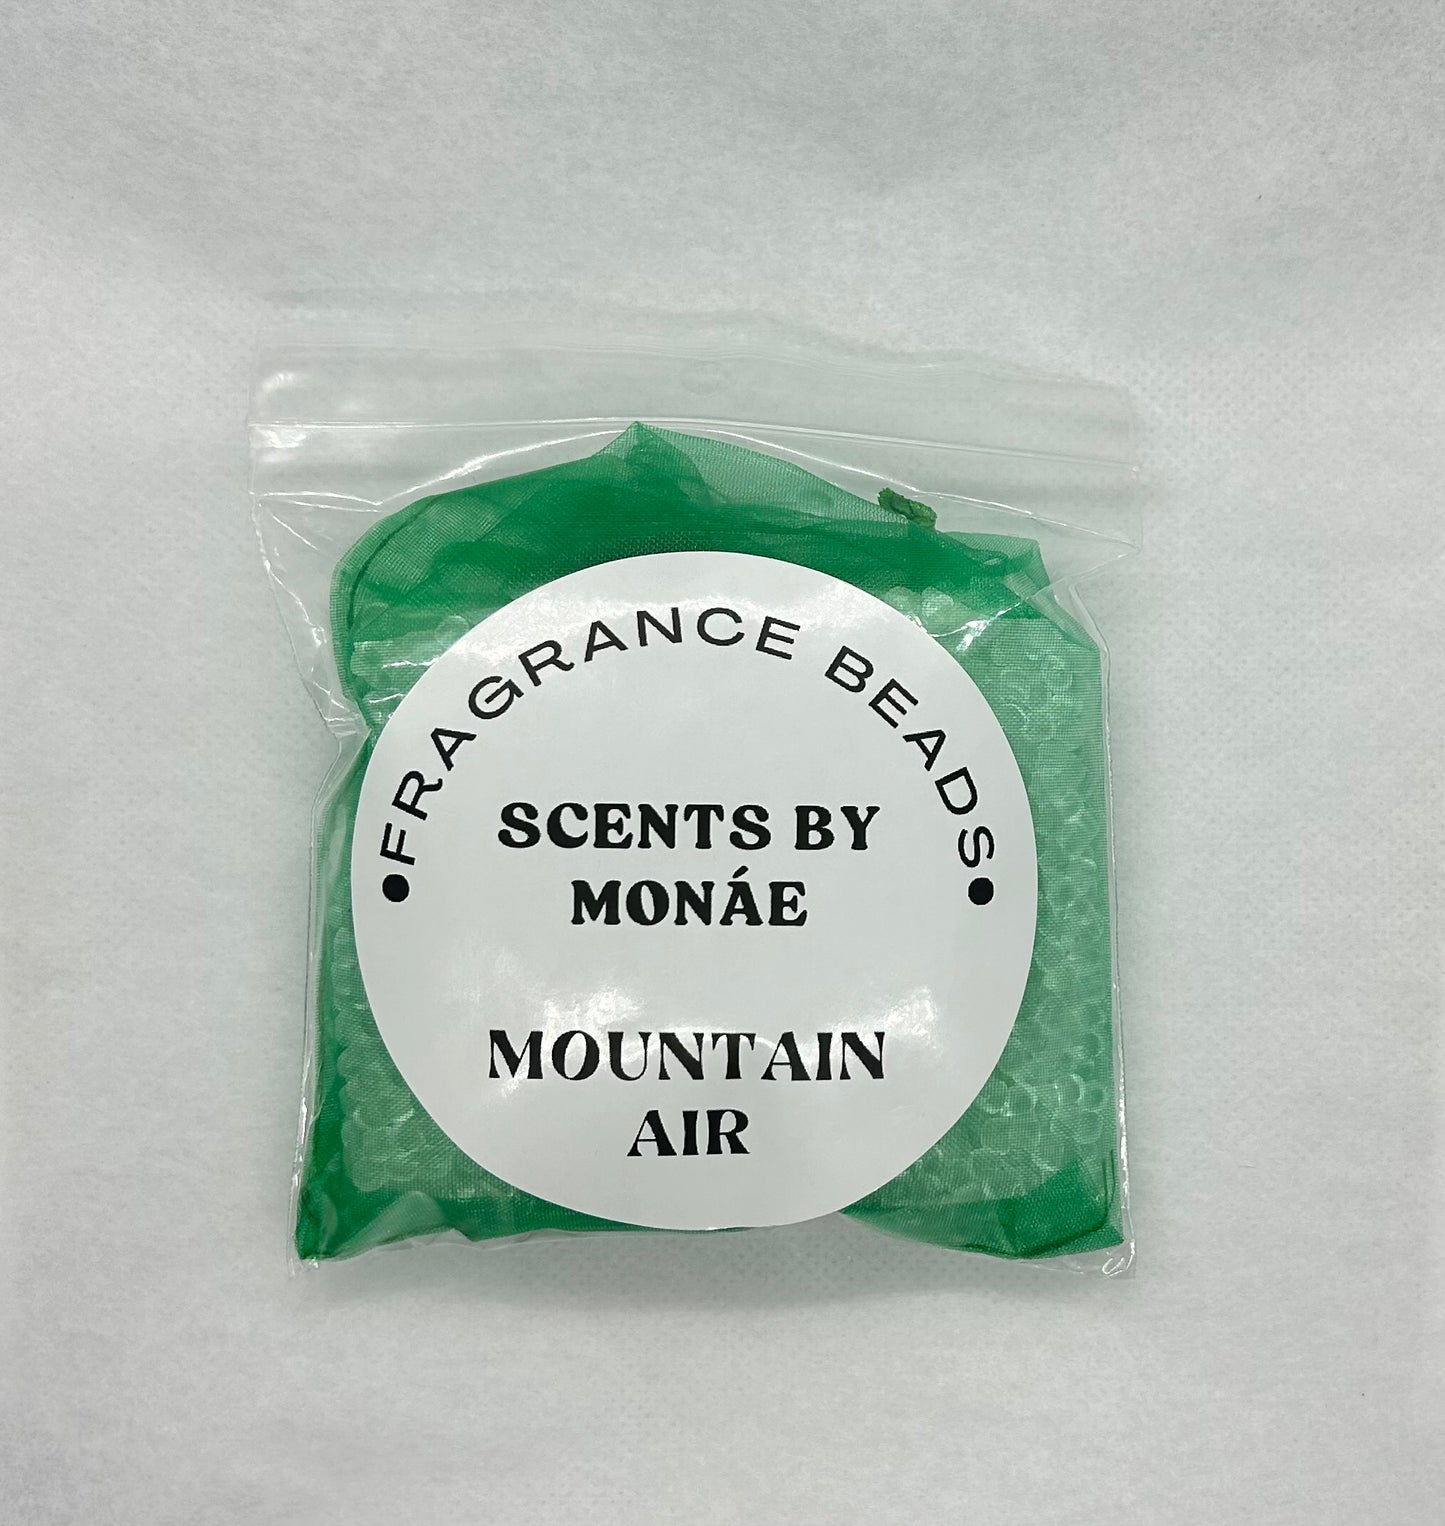 •FRAGRANCE BEADS•
SCENTS BY
MONÁE
MOUNTAIN
AIR